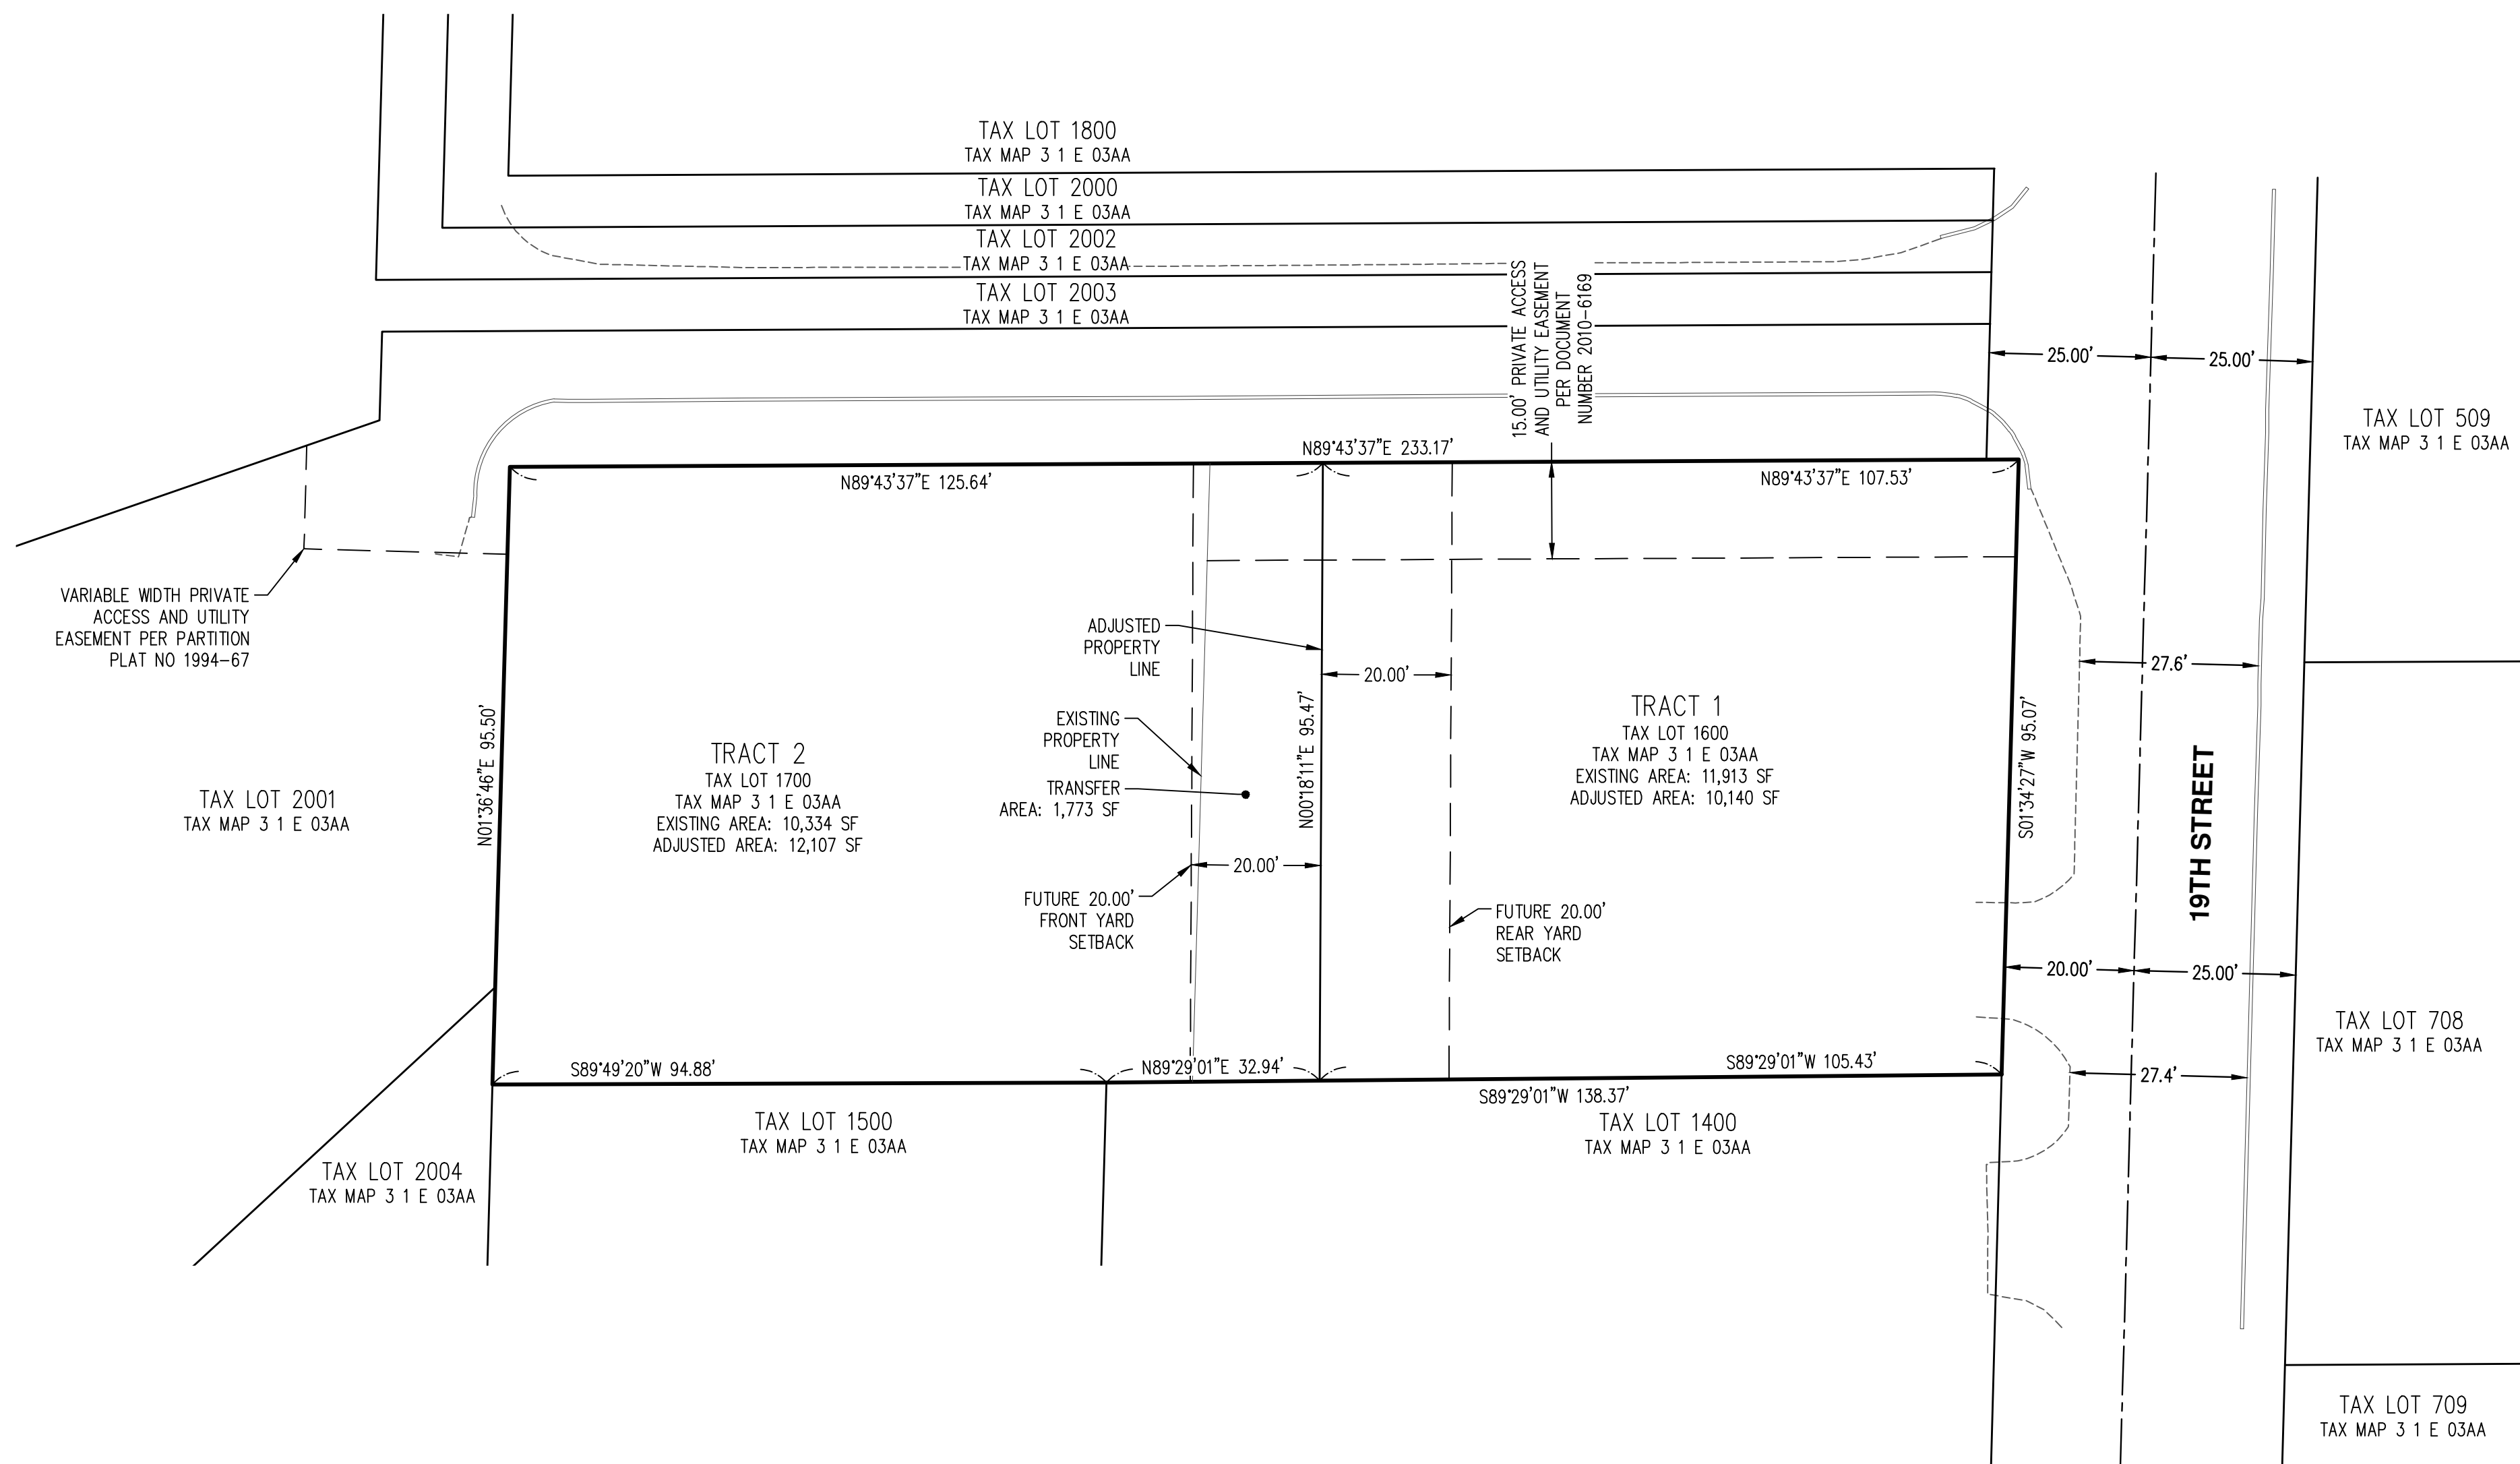 TAX LOT 1800
TAX MAP 3 1 E 03AA
TAX LOT 2000
TAX MAP 3 1 E 03AA
TAX LOT 2002
TAX MAP 3 1 E 03AA
TAX LOT 2003
TAX MAP 3 1 E 03AA
15.00' PRIVATE ACCESS
AND UTILITY EASEMENT
PER DOCUMENT
NUMBER 2010-6169
25.00'
25.00'
TAX LOT 509
TAX MAP 3 1 E 03AA
N89°43'37"E 233.17'
N89°43'37"E 125.64'
N89°43'37"E 107.53'
VARIABLE WIDTH PRIVATE
ACCESS AND UTILITY
EASEMENT PER PARTITION
PLAT NO 1994-67
ADJUSTED
PROPERTY
LINE
20.00'
27.6'
N01°36'46"E 95.50'
EXISTING
PROPERTY
LINE
N00°18'11"E 95.47'
TRACT 1
TAX LOT 1600
TAX MAP 3 1 E 03AA
EXISTING AREA: 11,913 SF
ADJUSTED AREA: 10,140 SF
S01°34'27"W 95.07'
19TH STREET
TRACT 2
TAX LOT 1700
TAX MAP 3 1 E 03AA
EXISTING AREA: 10,334 SF
ADJUSTED AREA: 12,107 SF
TRANSFER
AREA: 1,773 SF
TAX LOT 2001
TAX MAP 3 1 E 03AA
20.00'
FUTURE 20.00'
FRONT YARD
SETBACK
FUTURE 20.00'
REAR YARD
SETBACK
20.00'
25.00'
TAX LOT 708
TAX MAP 3 1 E 03AA
S89°49'20"W 94.88'
N89°29'01"E 32.94'
S89°29'01"W 105.43'
27.4'
S89°29'01"W 138.37'
TAX LOT 1500
TAX MAP 3 1 E 03AA
TAX LOT 1400
TAX MAP 3 1 E 03AA
TAX LOT 2004
TAX MAP 3 1 E 03AA
TAX LOT 709
TAX MAP 3 1 E 03AA